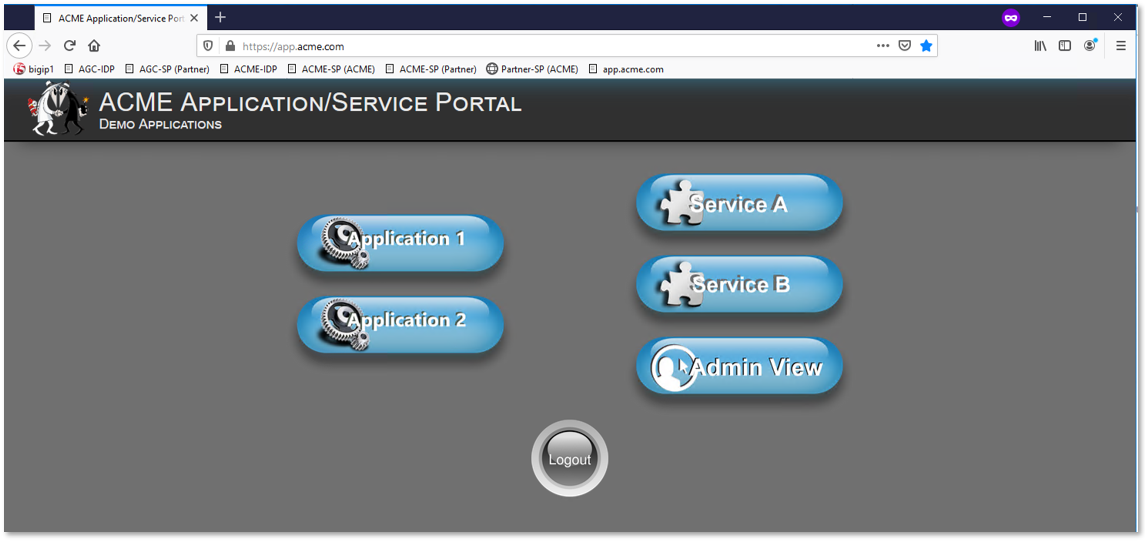 ACME Application/Service Port
https://app.acme.com
bigip1 AGC-IDP AGC-SP (Partner) ACME-IDP ACME-SP (ACME) ACME-SP (Partner) Partner-SP (ACME) app.acme.com
ACME Application/Service Portal
Demo Applications
Application 1
Application 2
Service A
Service B
Admin View
Logout